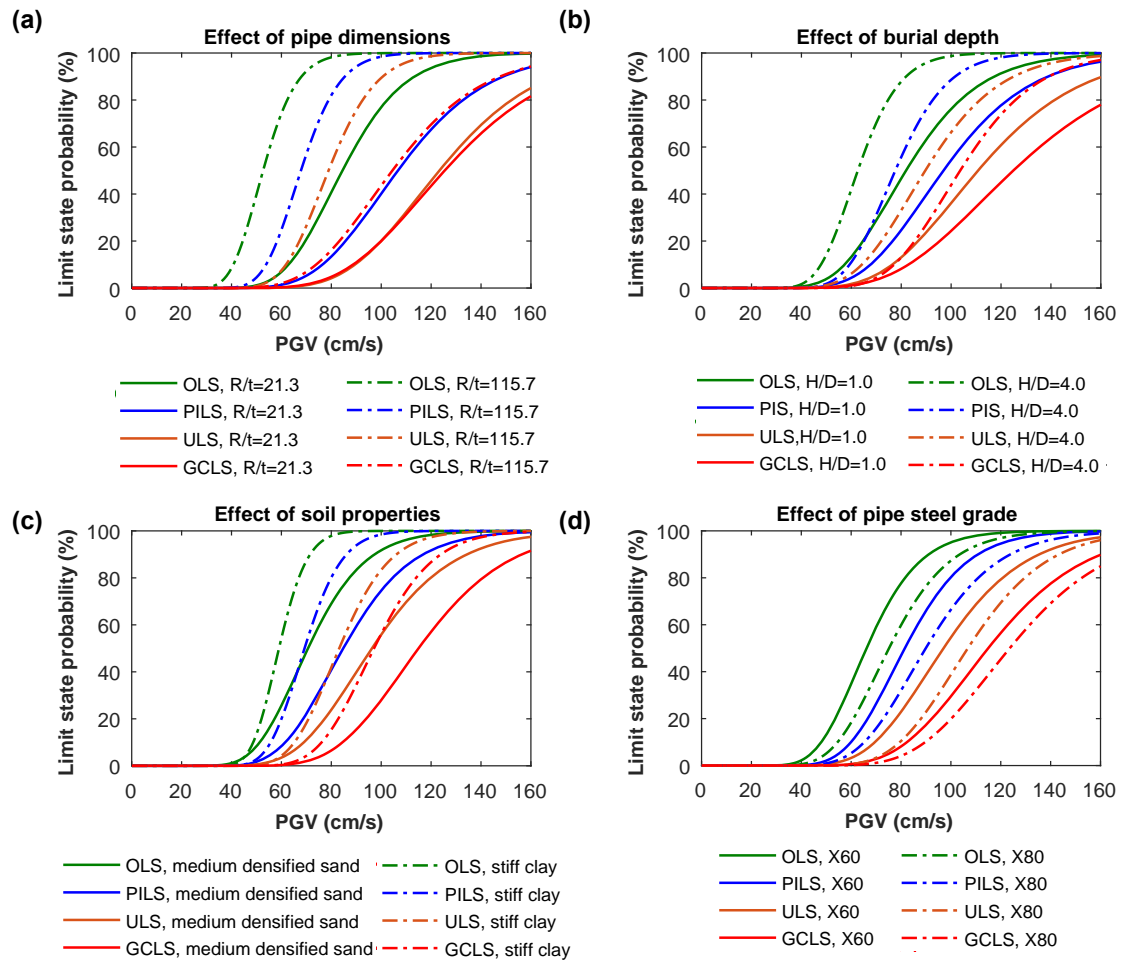 (a)
Effect of pipe dimensions
Limit state probability (%)
100
80
60
40
20
0
0 20 40 60 80 100 120 140 160
PGV (cm/s)
OLS, R/t=21.3 OLS, R/t=115.7
PILS, R/t=21.3 PILS, R/t=115.7
ULS, R/t=21.3 ULS, R/t=115.7
GCLS, R/t=21.3 GCLS, R/t=115.7
(b)
Effect of burial depth
Limit state probability (%)
100
80
60
40
20
0
0 20 40 60 80 100 120 140 160
PGV (cm/s)
OLS, H/D=1.0 OLS, H/D=4.0
PIS, H/D=1.0 PIS, H/D=4.0
ULS,H/D=1.0 ULS, H/D=4.0
GCLS, H/D=1.0 GCLS, H/D=4.0
(c)
Effect of soil properties
Limit state probability (%)
100
80
60
40
20
0
0 20 40 60 80 100 120 140 160
PGV (cm/s)
OLS, medium densified sand OLS, stiff clay
PILS, medium densified sand PILS, stiff clay
ULS, medium densified sand ULS, stiff clay
GCLS, medium densified sand GCLS, stiff clay
(d)
Effect of pipe steel grade
Limit state probability (%)
100
80
60
40
20
0
0 20 40 60 80 100 120 140 160
PGV (cm/s)
OLS, X60 OLS, X80
PILS, X60 PILS, X80
ULS, X60 ULS, X80
GCLS, X60 GCLS, X80